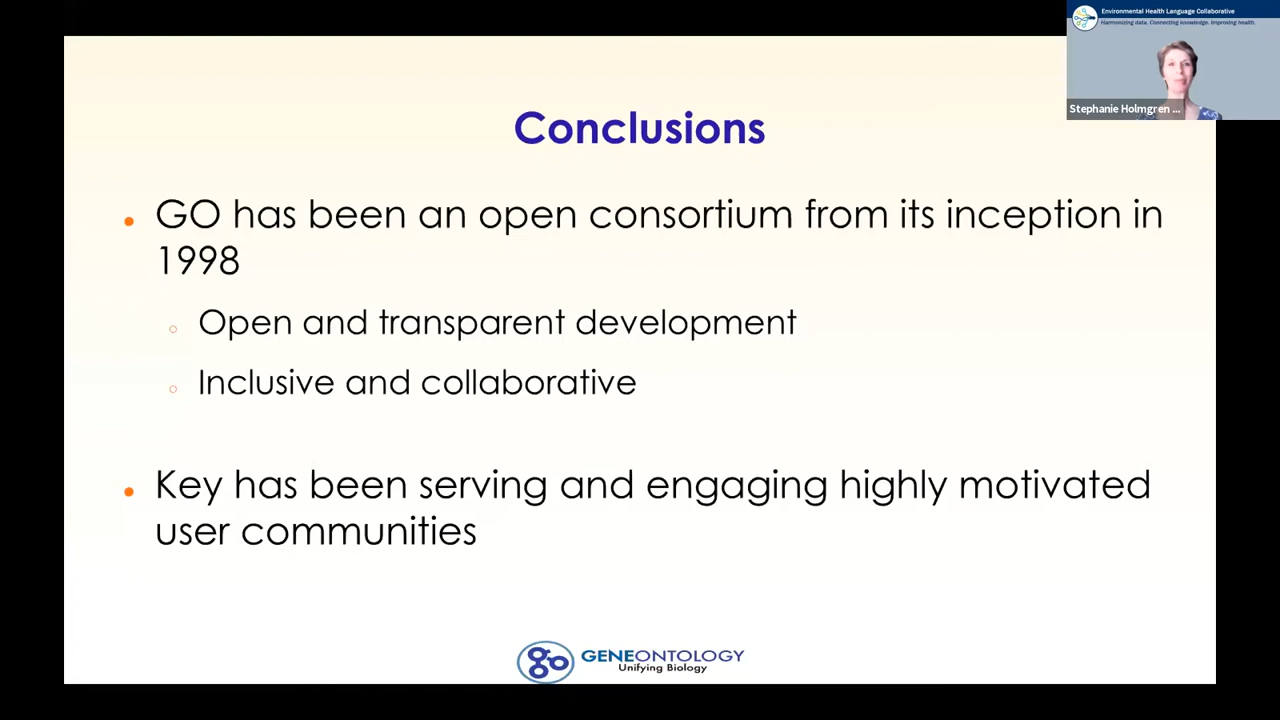 Environmental Health Language Collaborative
Harmonizing data. Connecting knowledge. Improving health.
Stephanie Holmgren ...
Conclusions
• GO has been an open consortium from its inception in
1998
○ Open and transparent development
○ Inclusive and collaborative
• Key has been serving and engaging highly motivated
user communities
go GENEONTOLOGY
Unifying Biology